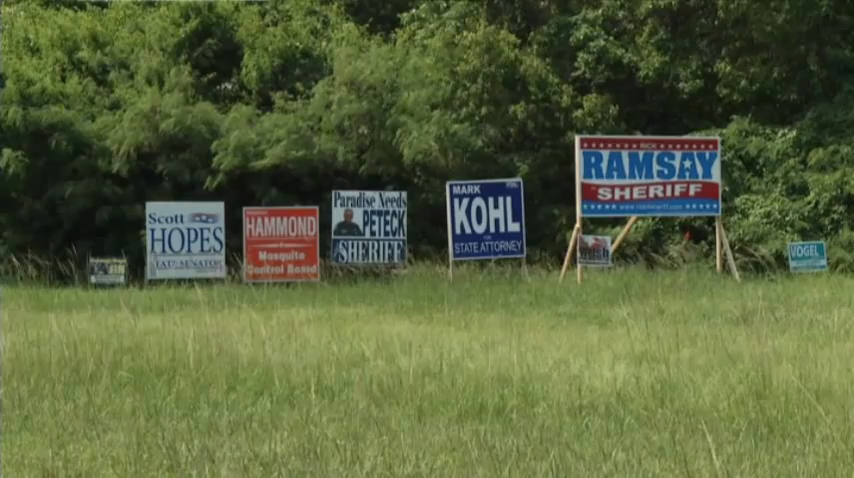 Scott
HOPES
STATE SENATOR
HAMMOND
Mosquito
Control Board
Paradise Needs
PETECK
SHERIFF
MARK
KOHL
STATE ATTORNEY
RICK
RAMSAY
SHERIFF
VOGEL